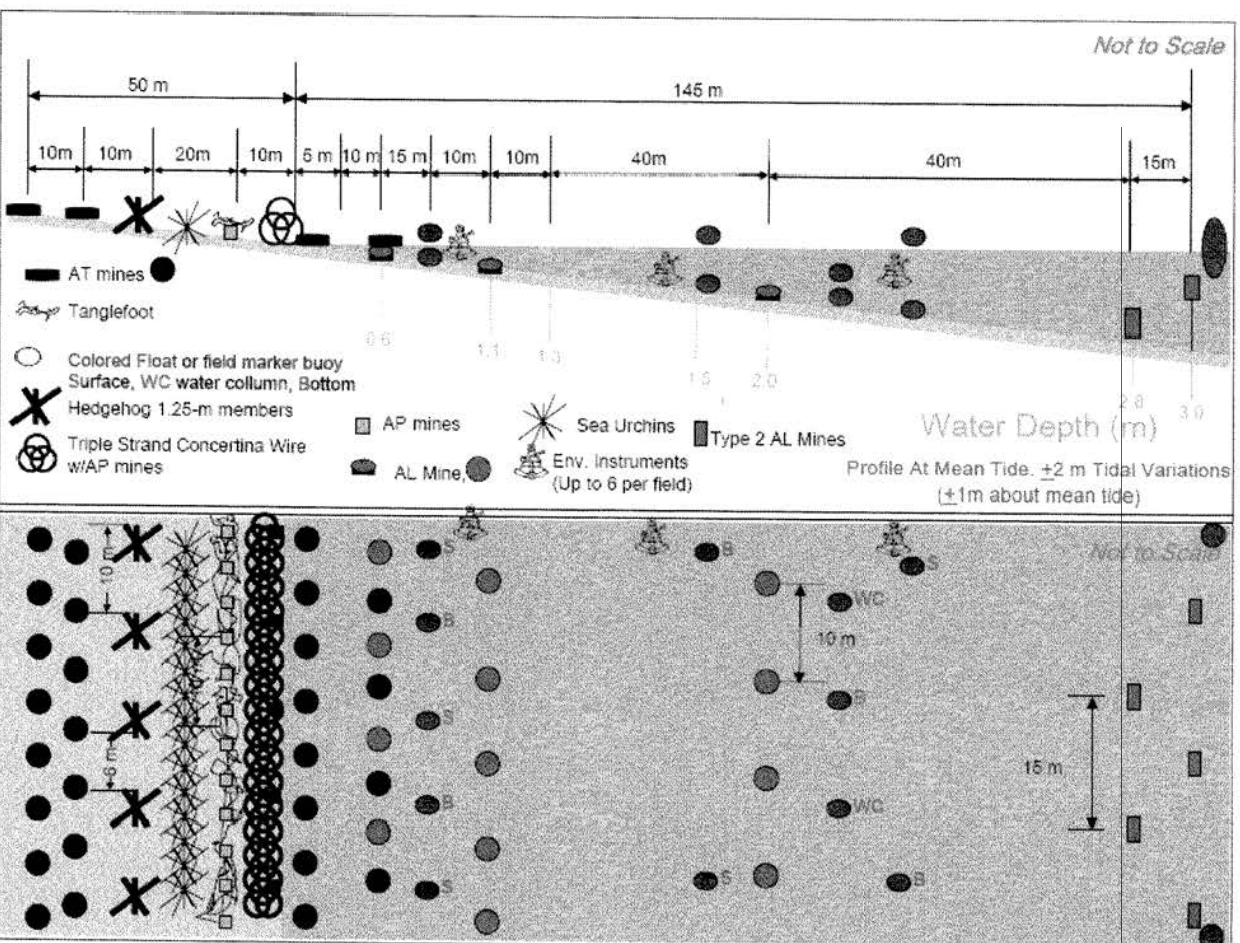 Not to Scale
50 m
145 m
10m 10m 20m 10m 5 m 10 m 15 m 10m 10m 40m 40m 15m
AT mines
Tanglefoot
0.6 1.1 1.3 1.5 2.0 2.8 3.0
Colored Float or field marker buoy
Surface, WC water collumn, Bottom
Hedgehog 1.25-m members
Triple Strand Concertina Wire
w/AP mines
AP mines
AL Mine,
Sea Urchins
Env. Instruments
(Up to 6 per field)
Type 2 AL Mines
Water Depth (m)
Profile At Mean Tide. ±2 m Tidal Variations
(±1m about mean tide)
Not to Scale
10 m
S
B
S
B
WC
10 m
B
S
B
6 m
15 m
B
WC
S
S
B